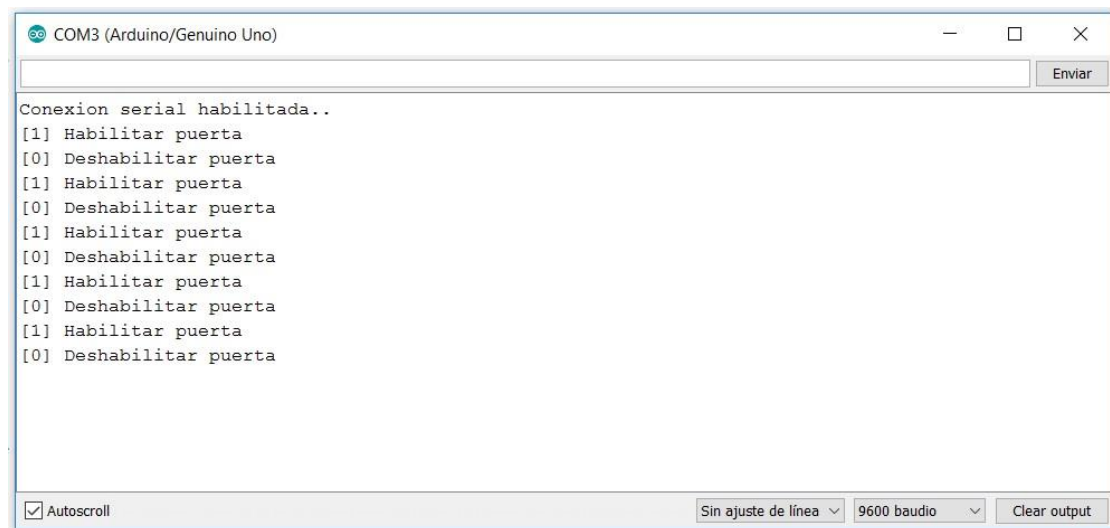 COM3 (Arduino/Genuino Uno)
Enviar
Conexion serial habilitada..
[1] Habilitar puerta
[0] Deshabilitar puerta
[1] Habilitar puerta
[0] Deshabilitar puerta
[1] Habilitar puerta
[0] Deshabilitar puerta
[1] Habilitar puerta
[0] Deshabilitar puerta
[1] Habilitar puerta
[0] Deshabilitar puerta
Autoscroll Sin ajuste de línea 9600 baudio Clear output